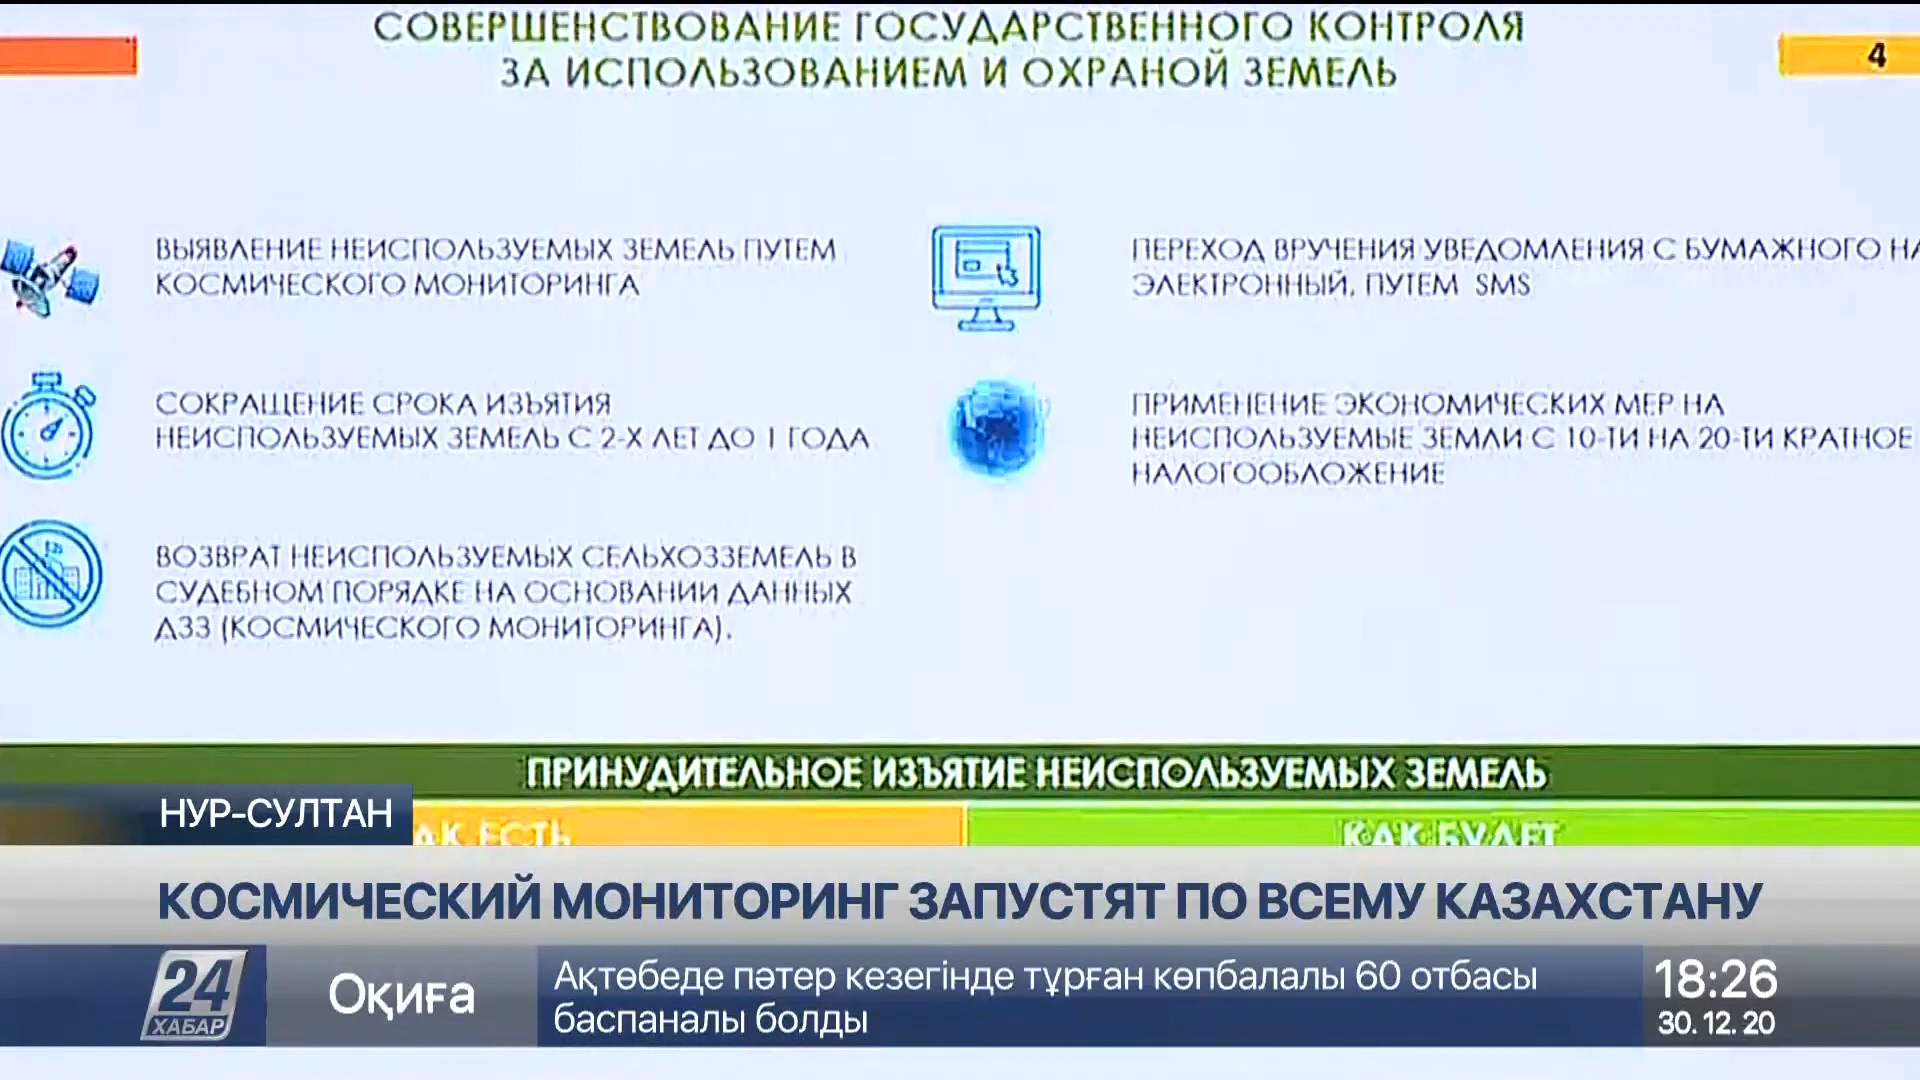 СОВЕРШЕНСТВОВАНИЕ ГОСУДАРСТВЕННОГО КОНТРОЛЯ
ЗА ИСПОЛЬЗОВАНИЕМ И ОХРАНОЙ ЗЕМЕЛЬ
4
ВЫЯВЛЕНИЕ НЕИСПОЛЬЗУЕМЫХ ЗЕМЕЛЬ ПУТЕМ
КОСМИЧЕСКОГО МОНИТОРИНГА
СОКРАЩЕНИЕ СРОКА ИЗЪЯТИЯ
НЕИСПОЛЬЗУЕМЫХ ЗЕМЕЛЬ С 2-Х ЛЕТ ДО 1 ГОДА
ВОЗВРАТ НЕИСПОЛЬЗУЕМЫХ СЕЛЬХОЗЗЕМЕЛЬ В
СУДЕБНОМ ПОРЯДКЕ НА ОСНОВАНИИ ДАННЫХ
ДЗЗ (КОСМИЧЕСКОГО МОНИТОРИНГА).
ПЕРЕХОД ВРУЧЕНИЯ УВЕДОМЛЕНИЯ С БУМАЖНОГО НА
ЭЛЕКТРОННЫЙ, ПУТЕМ SMS
ПРИМЕНЕНИЕ ЭКОНОМИЧЕСКИХ МЕР НА
НЕИСПОЛЬЗУЕМЫЕ ЗЕМЛИ С 10-ТИ НА 20-ТИ КРАТНОЕ
НАЛОГООБЛОЖЕНИЕ
ПРИНУДИТЕЛЬНОЕ ИЗЪЯТИЕ НЕИСПОЛЬЗУЕМЫХ ЗЕМЕЛЬ
АК ЕСТЬ
КАК БУДЕТ
НУР-СУЛТАН
КОСМИЧЕСКИЙ МОНИТОРИНГ ЗАПУСТЯТ ПО ВСЕМУ КАЗАХСТАНУ
24
ХАБАР
Оқиға
Ақтөбеде пәтер кезегінде тұрған көпбалалы 60 отбасы
баспаналы болды
18:26
30. 12. 20